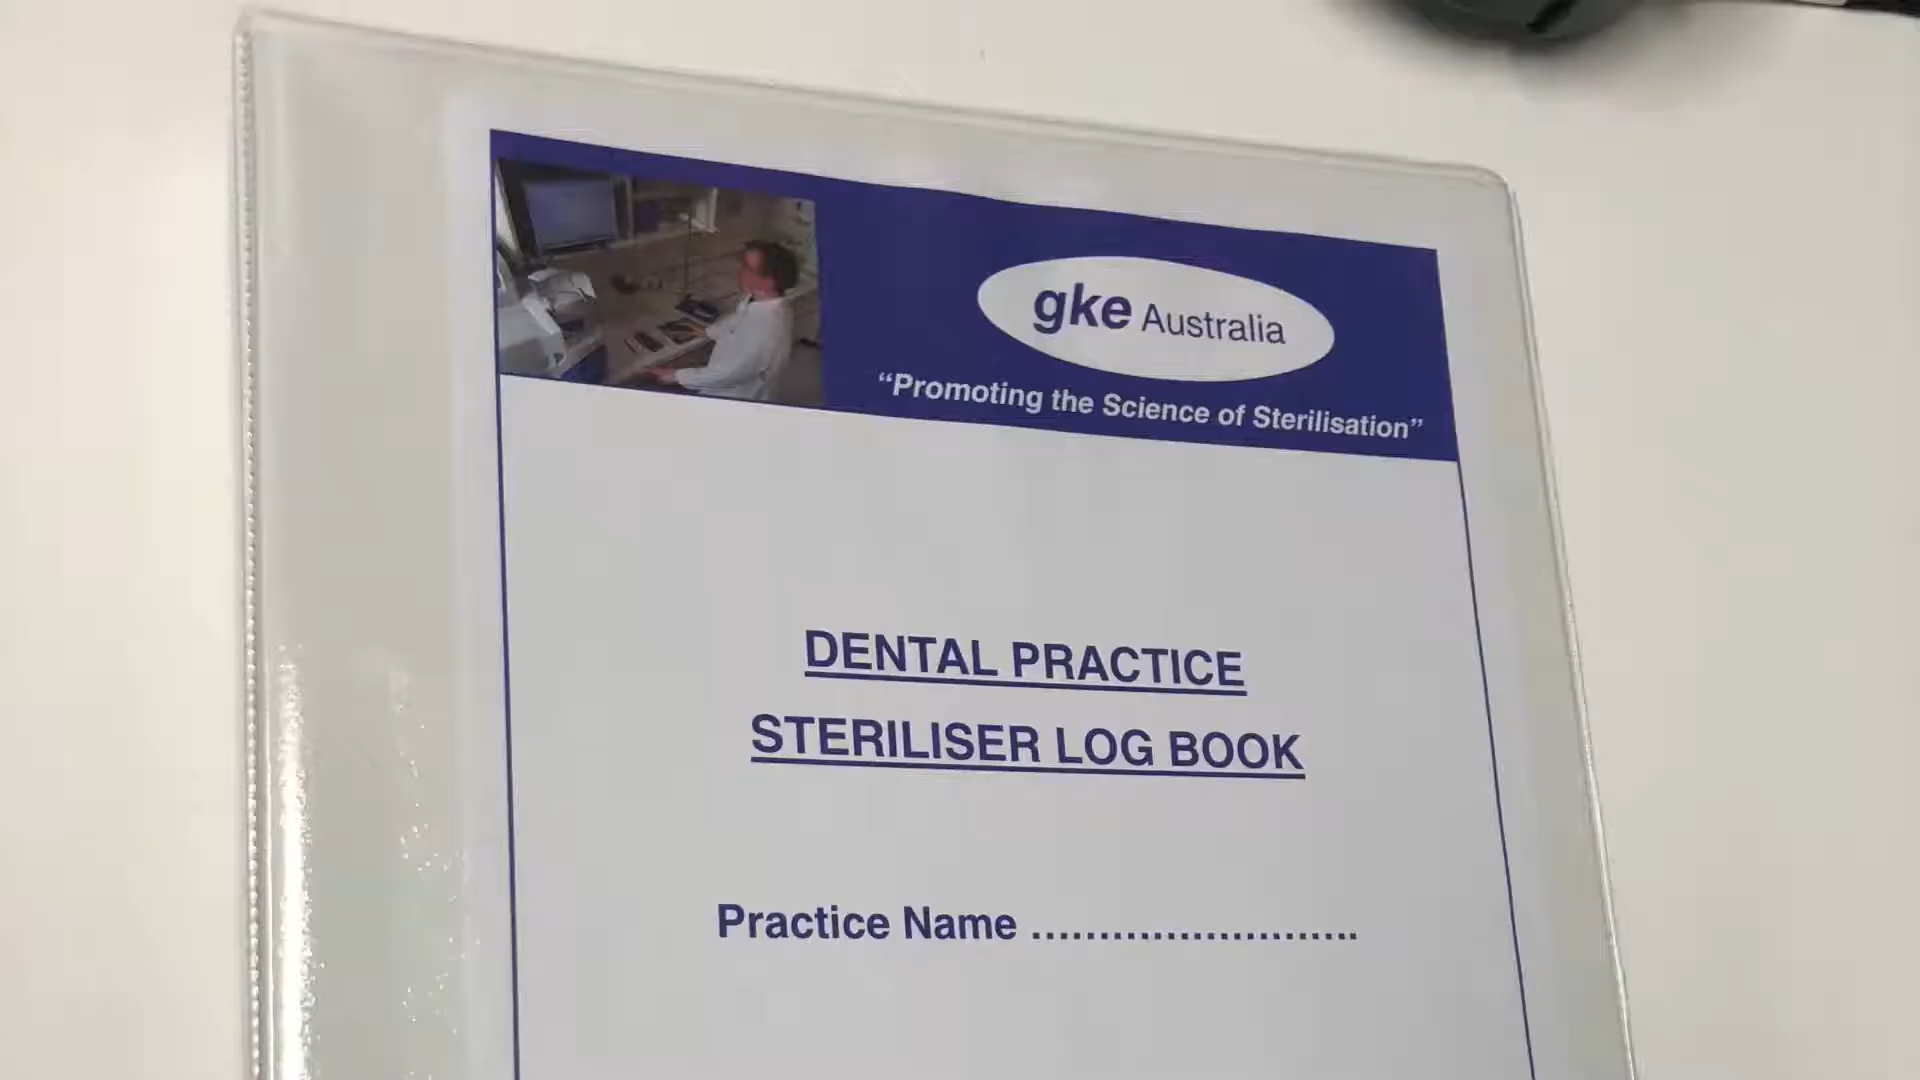 gke Australia
“Promoting the Science of Sterilisation”
DENTAL PRACTICE
STERILISER LOG BOOK
Practice Name ........................